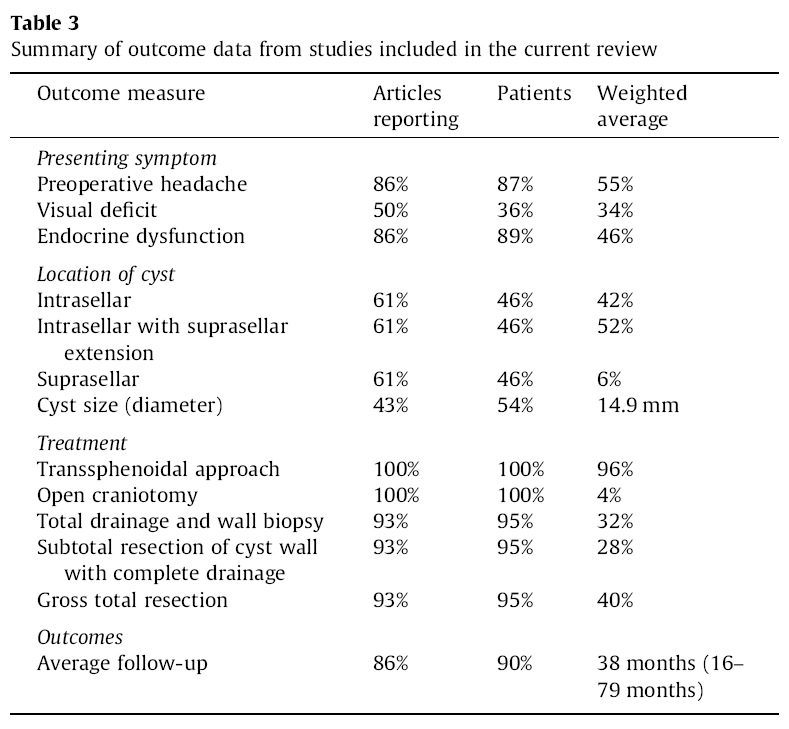 Table 3
Summary of outcome data from studies included in the current review
Outcome measure Articles reporting Patients Weighted average
Presenting symptom
Preoperative headache 86% 87% 55%
Visual deficit 50% 36% 34%
Endocrine dysfunction 86% 89% 46%
Location of cyst
Intrasellar 61% 46% 42%
Intrasellar with suprasellar 61% 46% 52%
extension
Suprasellar 61% 46% 6%
Cyst size (diameter) 43% 54% 14.9 mm
Treatment
Transsphenoidal approach 100% 100% 96%
Open craniotomy 100% 100% 4%
Total drainage and wall biopsy 93% 95% 32%
Subtotal resection of cyst wall 93% 95% 28%
with complete drainage
Gross total resection 93% 95% 40%
Outcomes
Average follow-up 86% 90% 38 months (16–
79 months)